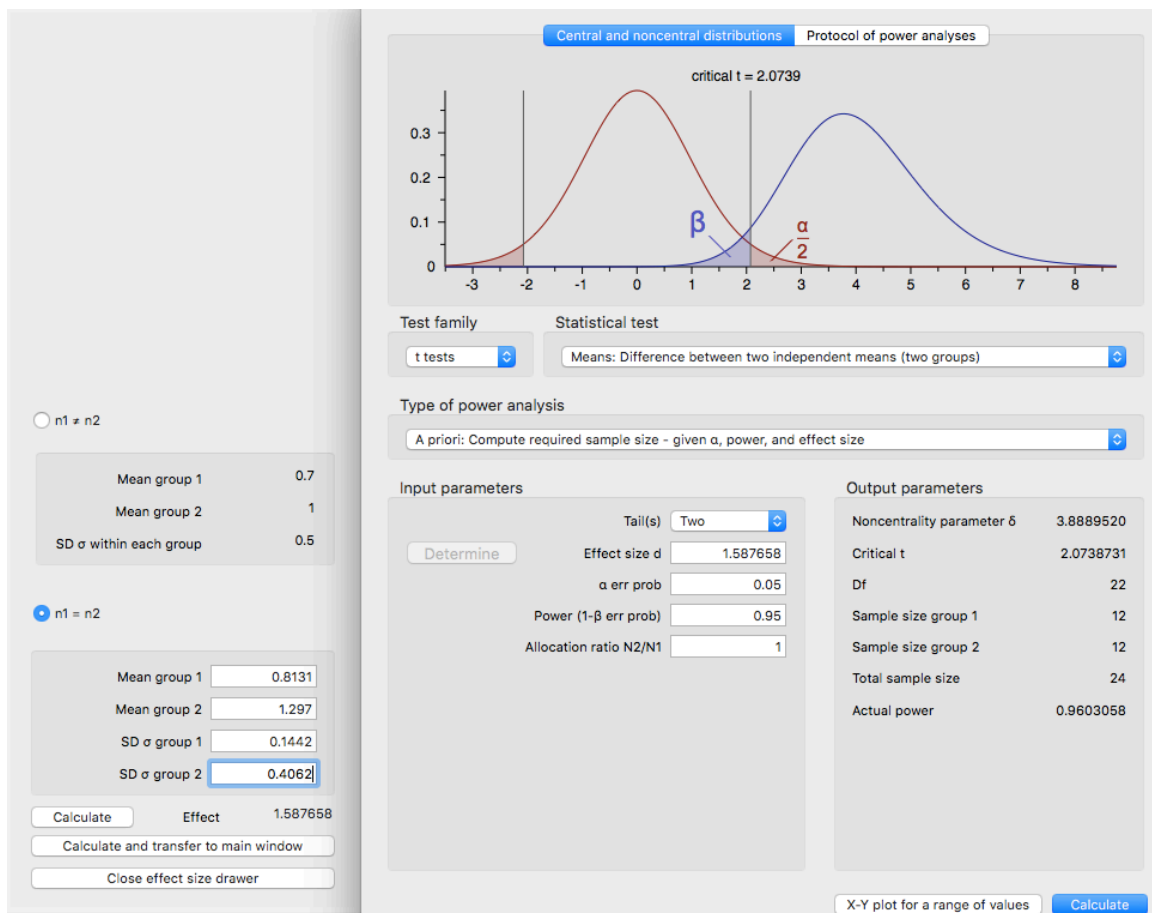 Central and noncentral distributions Protocol of power analyses
critical t = 2.0739
0.3
0.2
0.1
0
β
α
2
-3 -2 -1 0 1 2 3 4 5 6 7 8
Test family Statistical test
t tests Means: Difference between two independent means (two groups)
Type of power analysis
A priori: Compute required sample size - given α, power, and effect size
n1 ≠ n2
Mean group 1 0.7
Mean group 2 1
SD σ within each group 0.5
n1 = n2
Mean group 1 0.8131
Mean group 2 1.297
SD σ group 1 0.1442
SD σ group 2 0.4062
Calculate Effect 1.587658
Calculate and transfer to main window
Close effect size drawer
Input parameters
Tail(s) Two
Determine Effect size d 1.587658
α err prob 0.05
Power (1-β err prob) 0.95
Allocation ratio N2/N1 1
Output parameters
Noncentrality parameter δ 3.8889520
Critical t 2.0738731
Df 22
Sample size group 1 12
Sample size group 2 12
Total sample size 24
Actual power 0.9603058
X-Y plot for a range of values Calculate